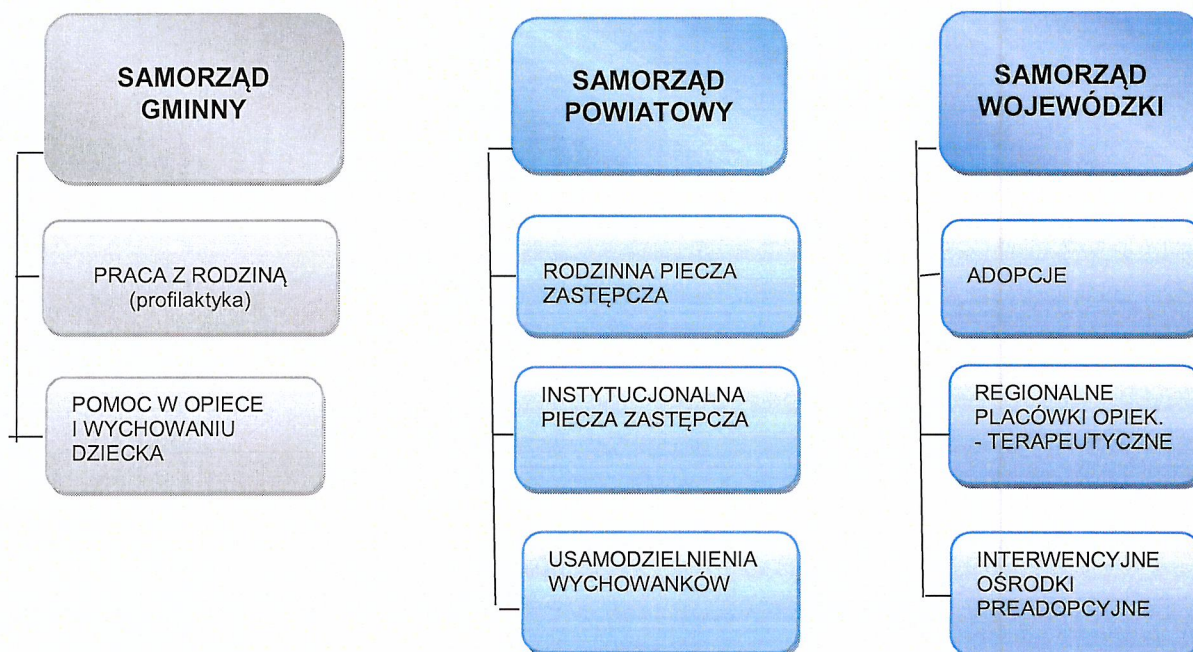 SAMORZĄD
GMINNY
PRACA Z RODZINĄ
(profilaktyka)
POMOC W OPIECE
I WYCHOWANIU
DZIECKA
SAMORZĄD
POWIATOWY
RODZINNA PIECZA
ZASTĘPCZA
INSTYTUCJONALNA
PIECZA ZASTĘPCZA
USAMODZIELNIENIA
WYCHOWANKÓW
SAMORZĄD
WOJEWÓDZKI
ADOPCJE
REGIONALNE
PLACÓWKI OPIEK.
- TERAPEUTYCZNE
INTERWENCYJNE
OŚRODKI
PREADOPCYJNE